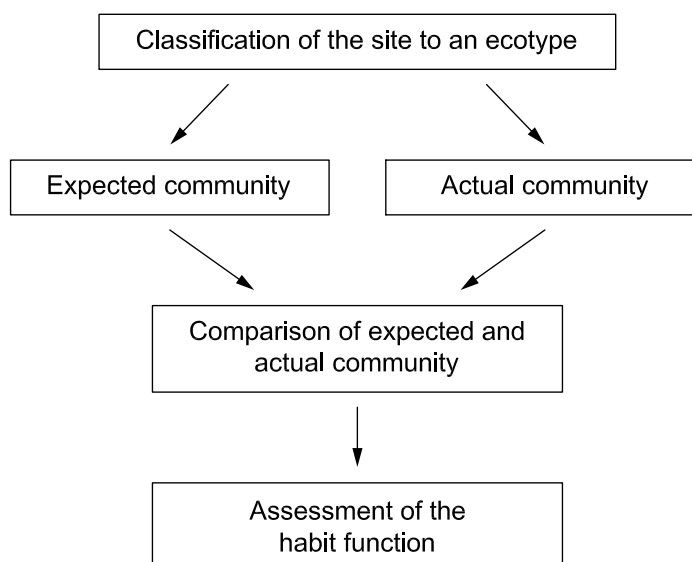 Classification of the site to an ecotype
Expected community
Actual community
Comparison of expected and
actual community
Assessment of the
habit function